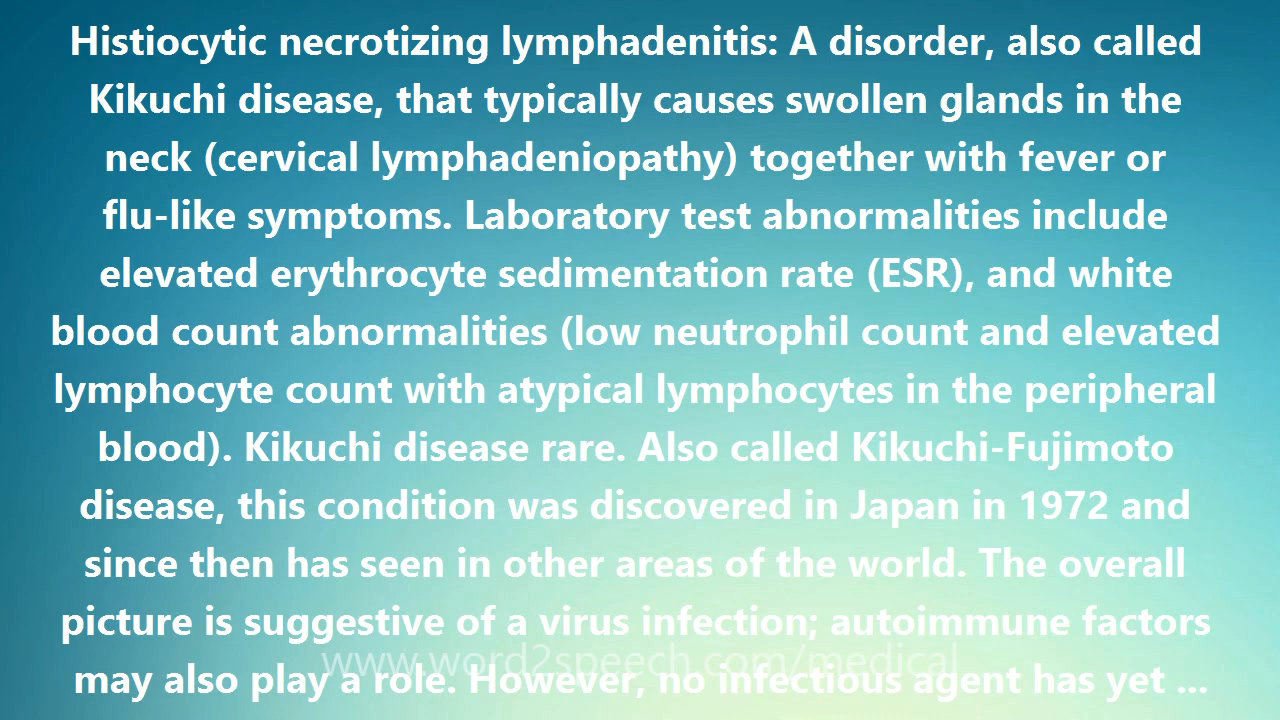 Histiocytic necrotizing lymphadenitis: A disorder, also called
Kikuchi disease, that typically causes swollen glands in the
neck (cervical lymphadeniopathy) together with fever or
flu-like symptoms. Laboratory test abnormalities include
elevated erythrocyte sedimentation rate (ESR), and white
blood count abnormalities (low neutrophil count and elevated
lymphocyte count with atypical lymphocytes in the peripheral
blood). Kikuchi disease rare. Also called Kikuchi-Fujimoto
disease, this condition was discovered in Japan in 1972 and
since then has seen in other areas of the world. The overall
picture is suggestive of a virus infection; autoimmune factors
www.word2speech.com/medical
may also play a role. However, no infectious agent has yet ...